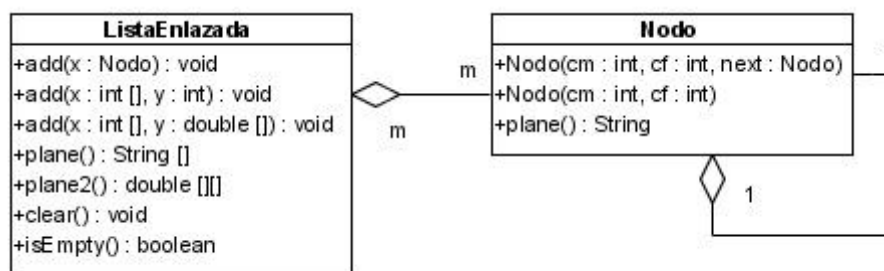 ListaEnlazada
+add(x : Nodo) : void
+add(x : int [], y : int) : void
+add(x : int [], y : double []) : void
+plane() : String []
+plane2() : double [][]
+clear() : void
+isEmpty() : boolean
m
m
Nodo
+Nodo(cm : int, cf : int, next : Nodo)
+Nodo(cm : int, cf : int)
+plane() : String
1